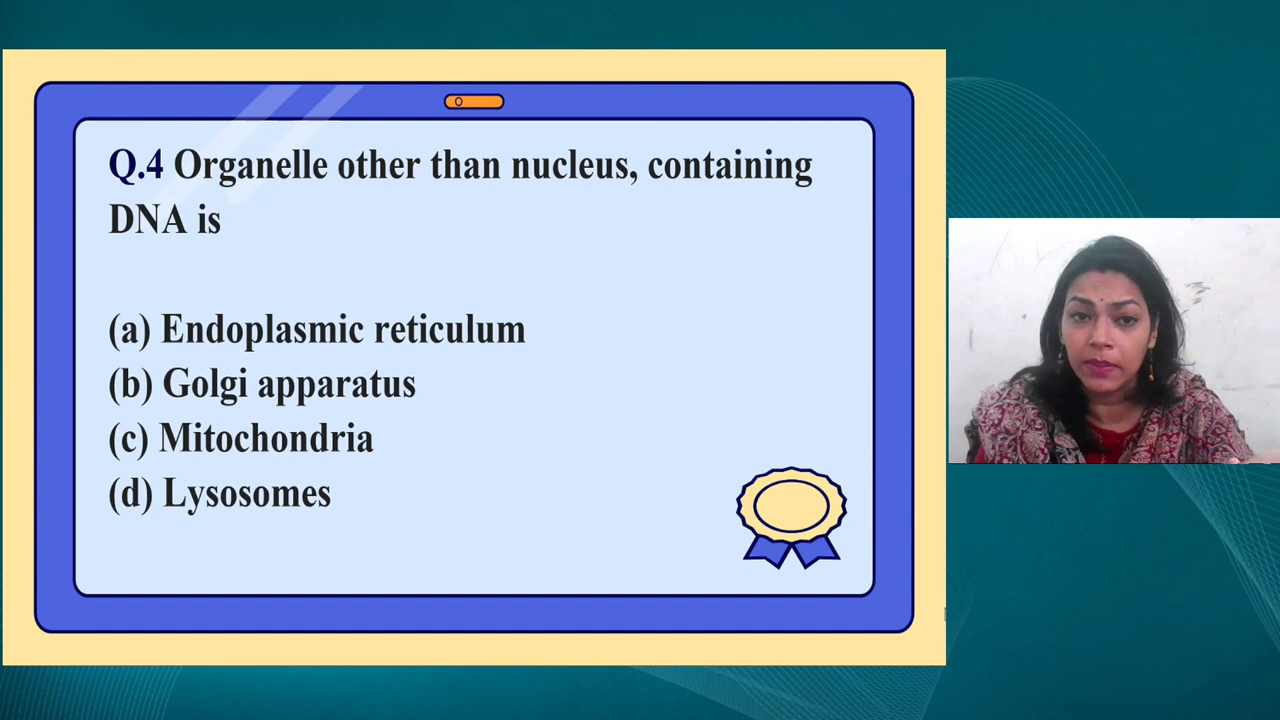 Q.4 Organelle other than nucleus, containing
DNA is
(a) Endoplasmic reticulum
(b) Golgi apparatus
(c) Mitochondria
(d) Lysosomes